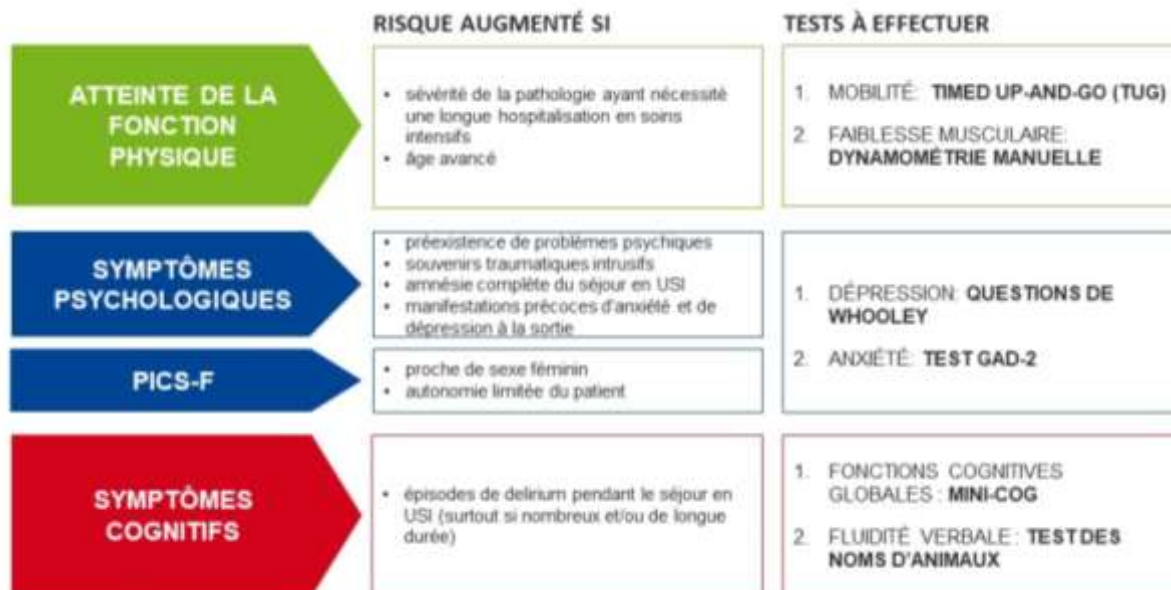 RISQUE AUGMENTÉ SI
TESTS À EFFECTUER
ATTEINTE DE LA
FONCTION
PHYSIQUE
• sévérité de la pathologie ayant nécessité
une longue hospitalisation en soins
intensifs
• âge avancé
1. MOBILITÉ: TIMED UP-AND-GO (TUG)
2. FAIBLESSE MUSCULAIRE:
DYNAMOMÉTRIE MANUELLE
SYMPTÔMES
PSYCHOLOGIQUES
• préexistence de problèmes psychiques
• souvenirs traumatiques intrusifs
• amnésie complète du séjour en USI
• manifestations précoces d'anxiété et de
dépression à la sortie
PICS-F
• proche de sexe féminin
• autonomie limitée du patient
1. DÉPRESSION: QUESTIONS DE
WHOOLEY
2. ANXIÉTÉ: TEST GAD-2
SYMPTÔMES
COGNITIFS
• épisodes de delirium pendant le séjour en
USI (surtout si nombreux et/ou de longue
durée)
1. FONCTIONS COGNITIVES
GLOBALES : MINI-COG
2. FLUIDITÉ VERBALE : TEST DES
NOMS D'ANIMAUX